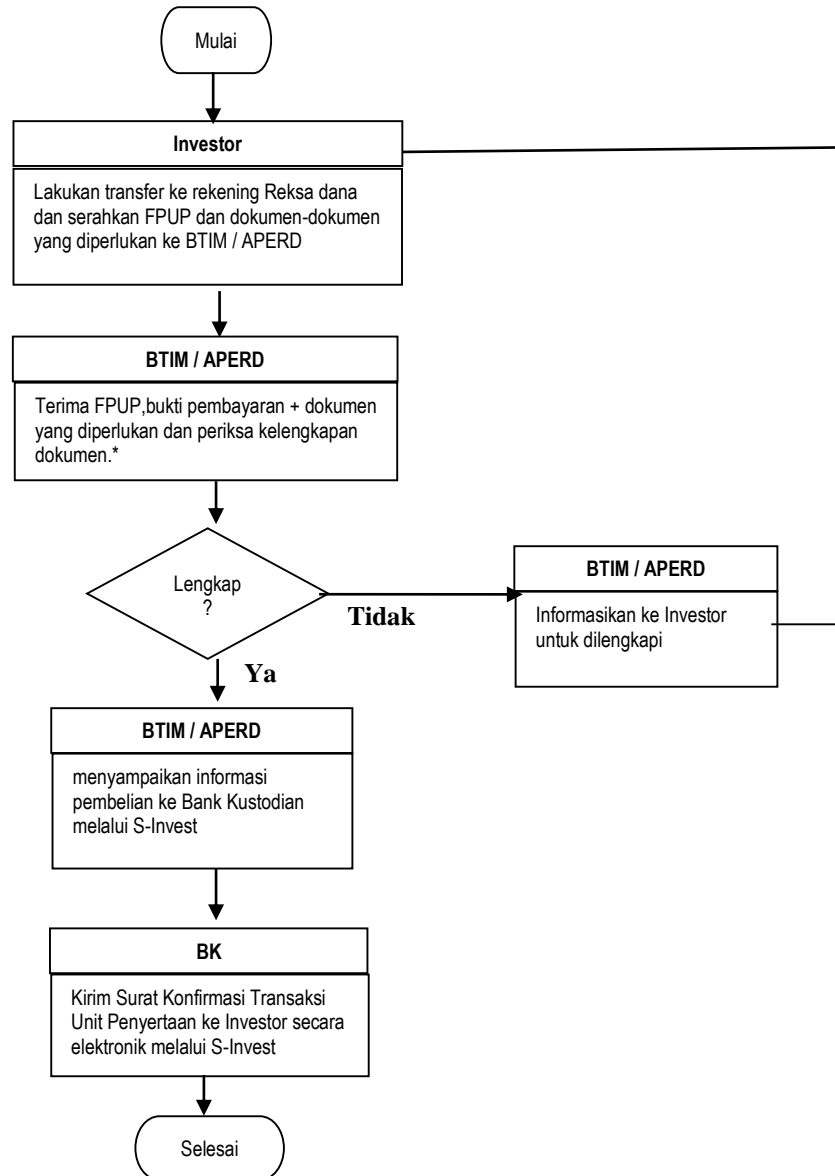 Mulai
Investor
Lakukan transfer ke rekening Reksa dana
dan serahkan FPUP dan dokumen-dokumen
yang diperlukan ke BTIM / APERD
BTIM / APERD
Terima FPUP,bukti pembayaran + dokumen
yang diperlukan dan periksa kelengkapan
dokumen.*
Lengkap
?
Tidak
BTIM / APERD
Informasikan ke Investor
untuk dilengkapi
Ya
BTIM / APERD
menyampaikan informasi
pembelian ke Bank Kustodian
melalui S-Invest
BK
Kirim Surat Konfirmasi Transaksi
Unit Penyertaan ke Investor secara
elektronik melalui S-Invest
Selesai